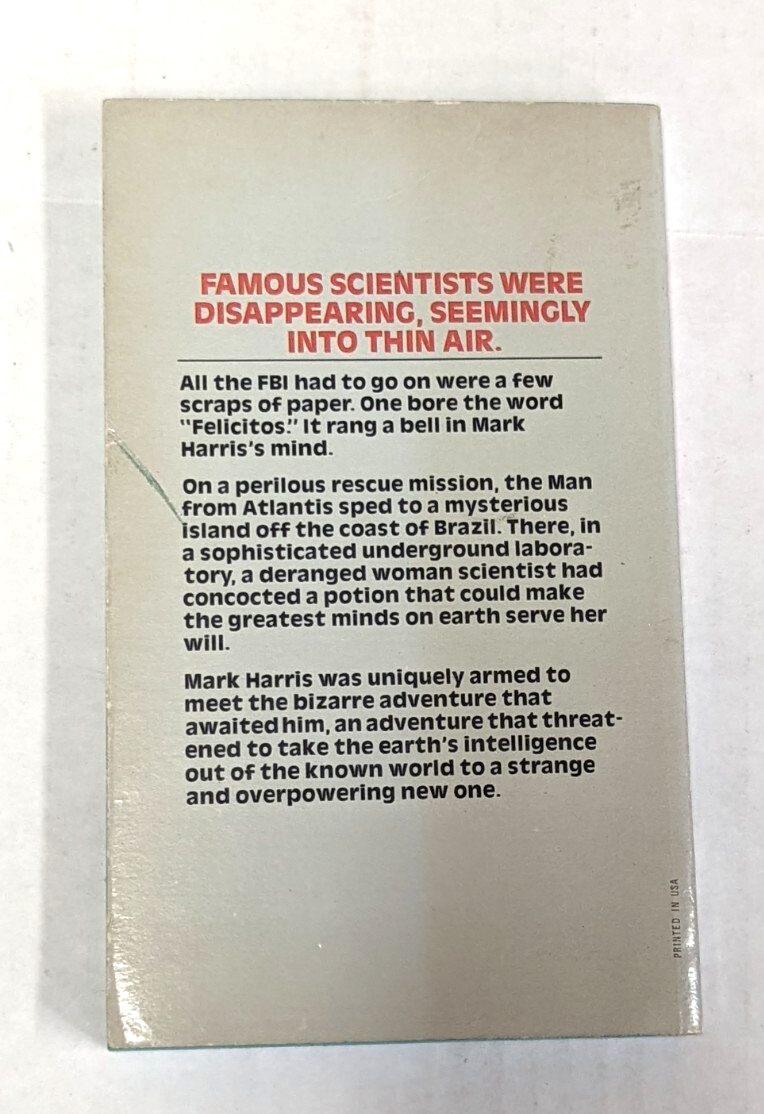 FAMOUS SCIENTISTS WERE
DISAPPEARING, SEEMINGLY
INTO THIN AIR.
All the FBI had to go on were a few
scraps of paper. One bore the word
"Felicitos." It rang a bell in Mark
Harris's mind.
On a perilous rescue mission, the Man
from Atlantis sped to a mysterious
island off the coast of Brazil. There, in
a sophisticated underground labora-
tory, a deranged woman scientist had
concocted a potion that could make
the greatest minds on earth serve her
will.
Mark Harris was uniquely armed to
meet the bizarre adventure that
awaited him, an adventure that threat-
ened to take the earth's intelligence
out of the known world to a strange
and overpowering new one.
PRINTED IN USA